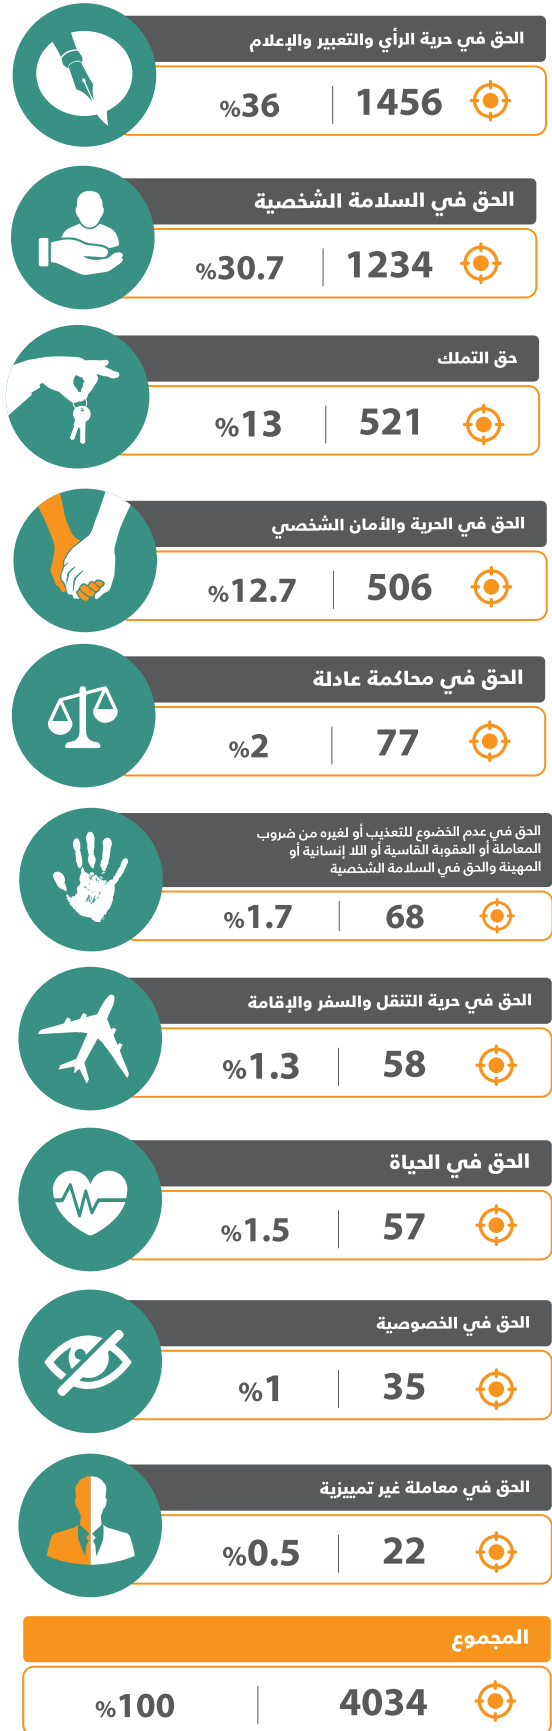 الحق في حرية الرأي والتعبير والإعلام
1456 | %36
الحق في السلامة الشخصية
1234 | %30.7
حق التملك
521 | %13
الحق في الحرية والأمان الشخصي
506 | %12.7
الحق في محاكمة عادلة
77 | %2
الحق في عدم الخضوع للتعذيب أو لغيره من ضروب
المعاملة أو العقوبة القاسية أو اللا إنسانية أو
المهينة والحق في السلامة الشخصية
68 | %1.7
الحق في حرية التنقل والسفر والإقامة
58 | %1.3
الحق في الحياة
57 | %1.5
الحق في الخصوصية
35 | %1
الحق في معاملة غير تمييزية
22 | %0.5
المجموع
4034 | %100